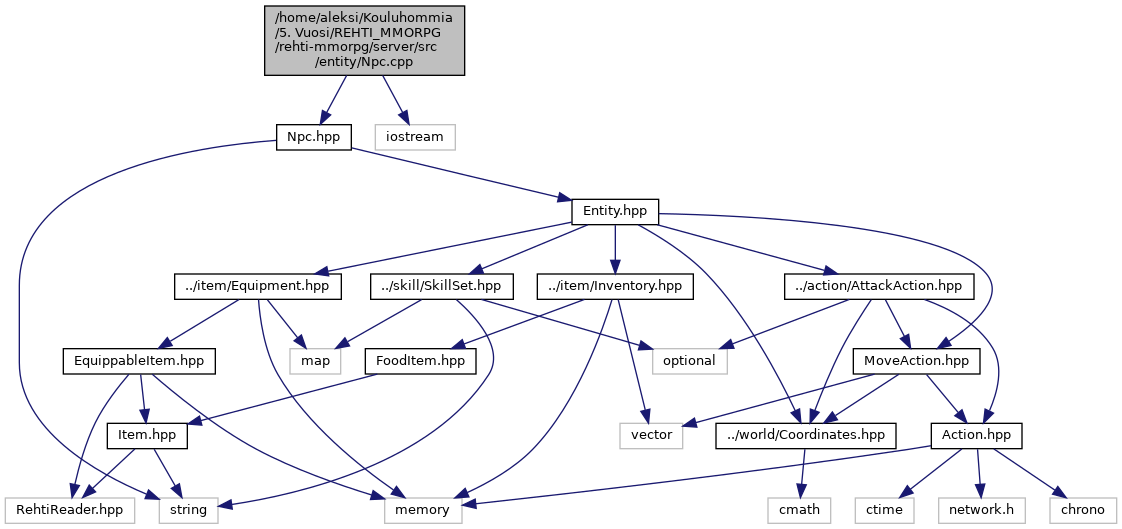 /home/aleksi/Kouluhommia
/5. Vuosi/REHTI_MMORPG
/rehti-mmorpg/server/src
/entity/Npc.cpp
Npc.hpp
iostream
Entity.hpp
../item/Equipment.hpp
../skill/SkillSet.hpp
../item/Inventory.hpp
../action/AttackAction.hpp
EquippableItem.hpp
map
FoodItem.hpp
optional
MoveAction.hpp
Item.hpp
vector
../world/Coordinates.hpp
Action.hpp
RehtiReader.hpp
string
memory
cmath
ctime
network.h
chrono